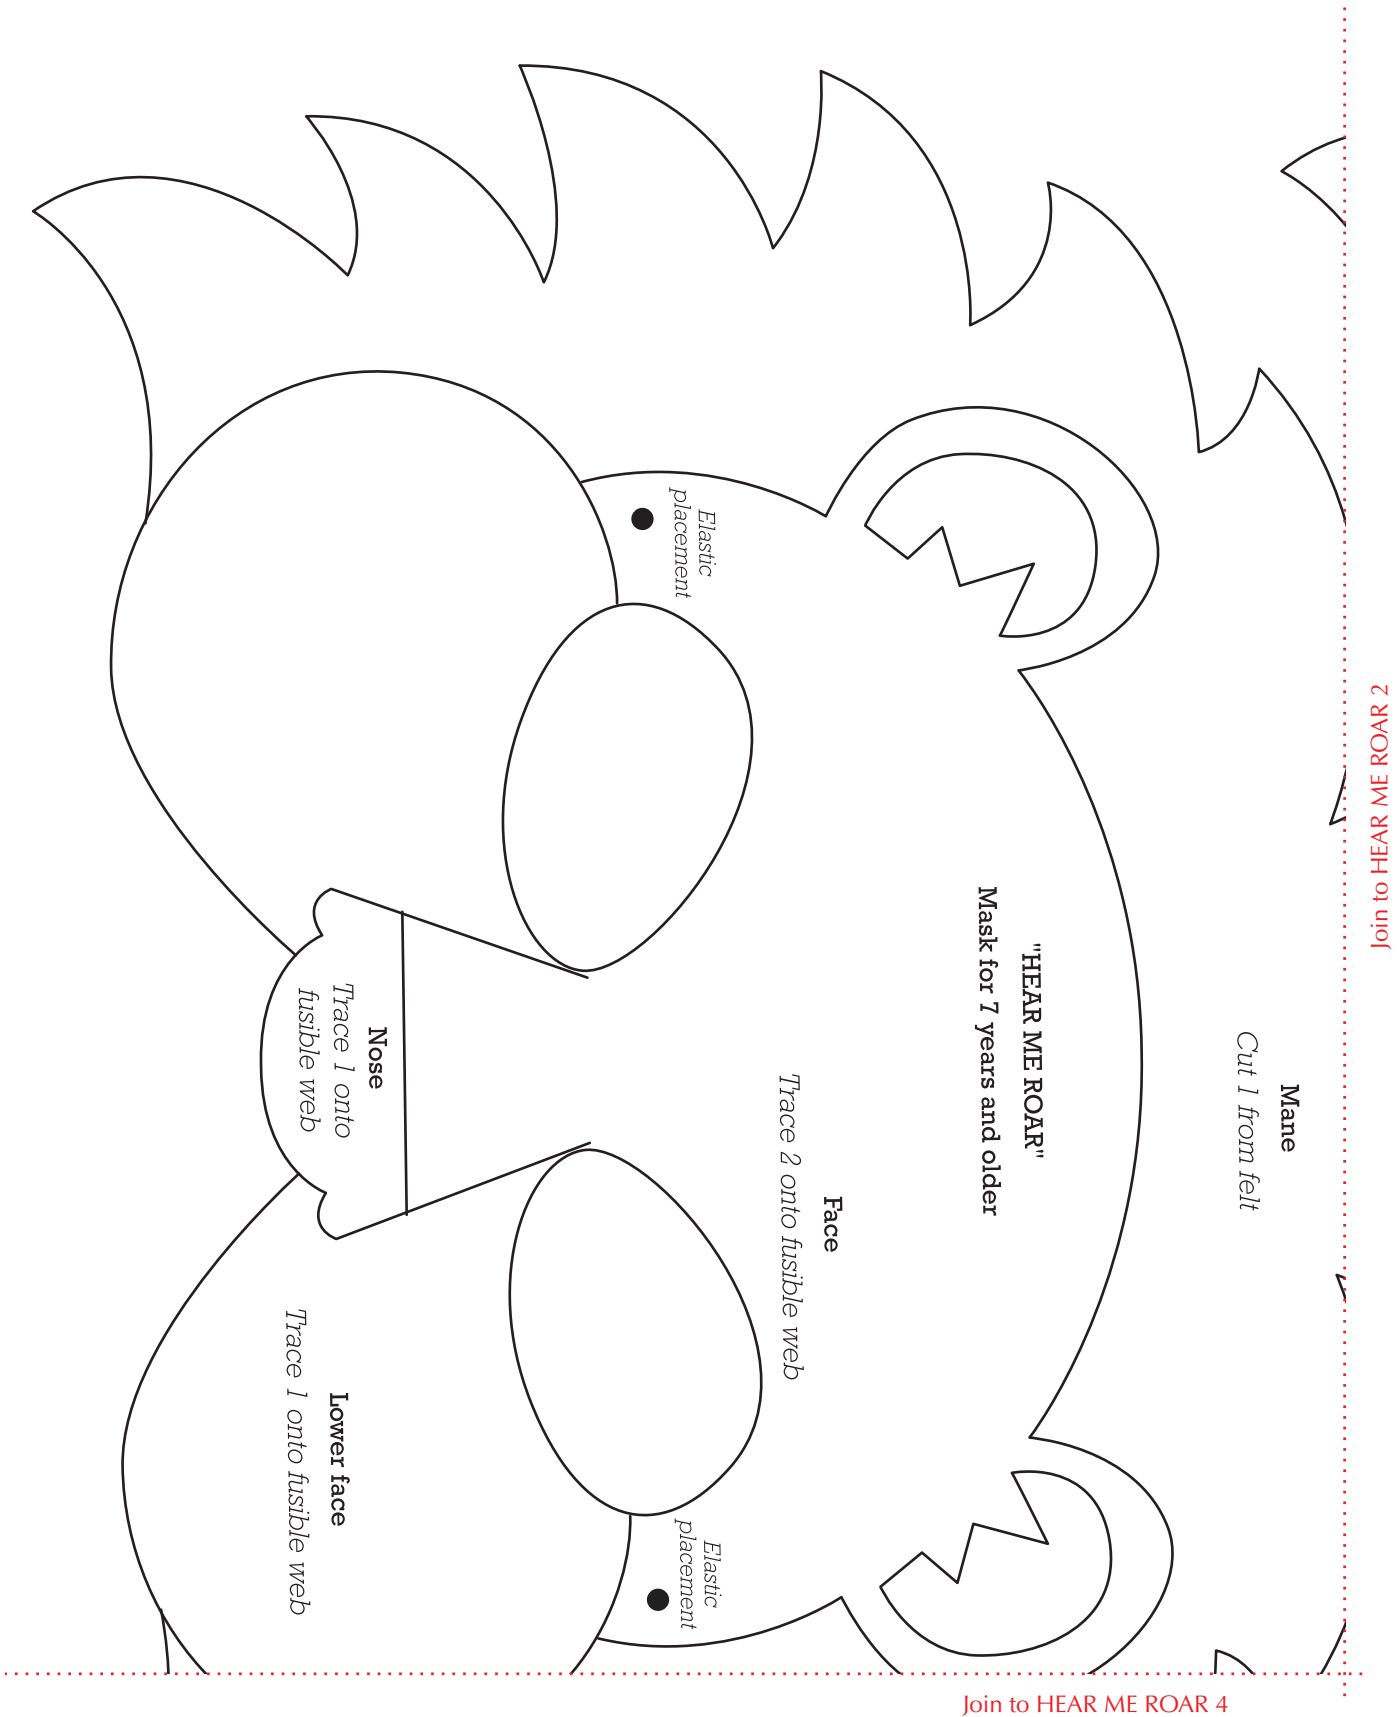 "HEAR ME ROAR"
Mask for 7 years and older
Mane
Cut 1 from felt
Face
Trace 2 onto fusible web
Elastic
placement
Elastic
placement
Nose
Trace 1 onto
fusible web
Lower face
Trace 1 onto fusible web
Join to HEAR ME ROAR 2
Join to HEAR ME ROAR 4